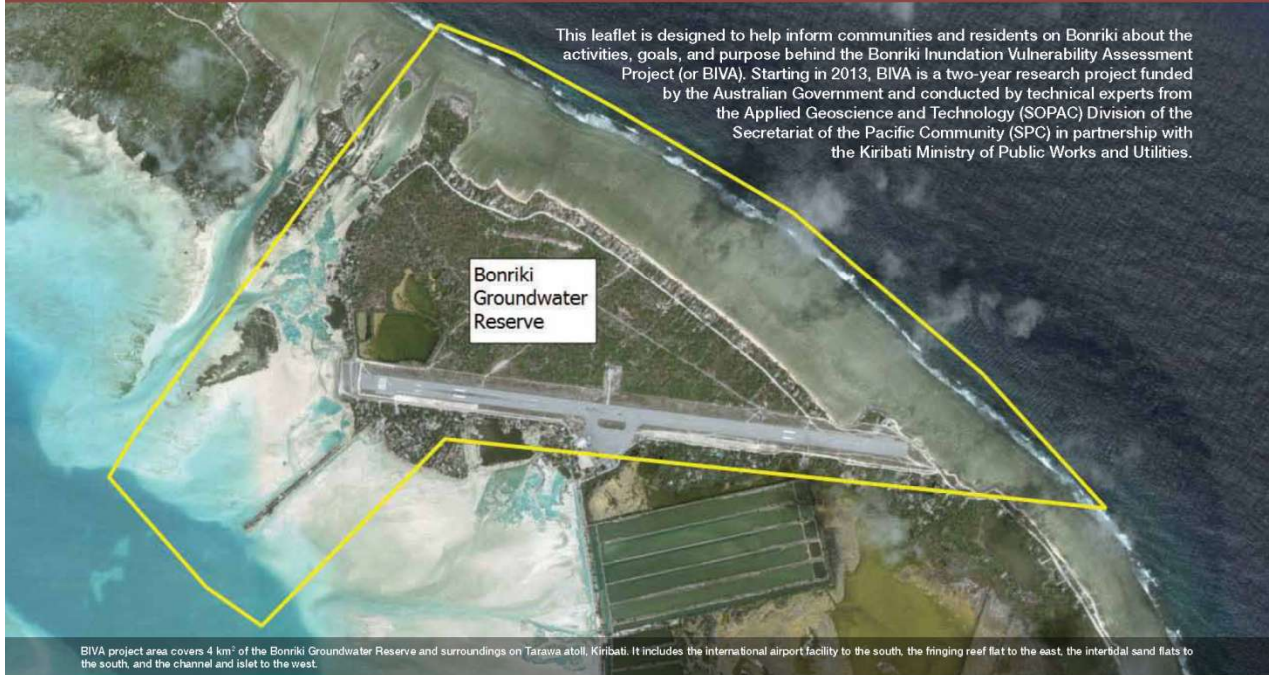 This leaflet is designed to help inform communities and residents on Bonriki about the
activities, goals, and purpose behind the Bonriki Inundation Vulnerability Assessment
Project (or BIVA). Starting in 2013, BIVA is a two-year research project funded
by the Australian Government and conducted by technical experts from
the Applied Geoscience and Technology (SOPAC) Division of the
Secretariat of the Pacific Community (SPC) in partnership with
the Kiribati Ministry of Public Works and Utilities.
Bonriki
Groundwater
Reserve
BIVA project area covers 4 km² of the Bonriki Groundwater Reserve and surroundings on Tarawa atoll, Kiribati. It includes the international airport facility to the south, the fringing reef flat to the east, the intertidal sand flats to
the south, and the channel and islet to the west.